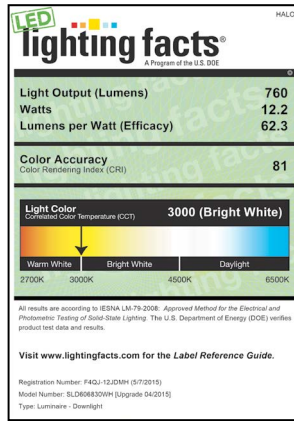 HALO
LED
lighting facts®
A Program of the U.S. DOE
Light Output (Lumens) 760
Watts 12.2
Lumens per Watt (Efficacy) 62.3
Color Accuracy
Color Rendering Index (CRI) 81
Light Color
Correlated Color Temperature (CCT) 3000 (Bright White)
Warm White Bright White Daylight
2700K 3000K 4500K 6500K
All results are according to IESNA LM-79-2008: Approved Method for the Electrical and
Photometric Testing of Solid-State Lighting. The U.S. Department of Energy (DOE) verifies
product test data and results.
Visit www.lightingfacts.com for the Label Reference Guide.
Registration Number: F4QJ-12JDMH (5/7/2015)
Model Number: SLD606830WH [Upgrade 04/2015]
Type: Luminaire - Downlight